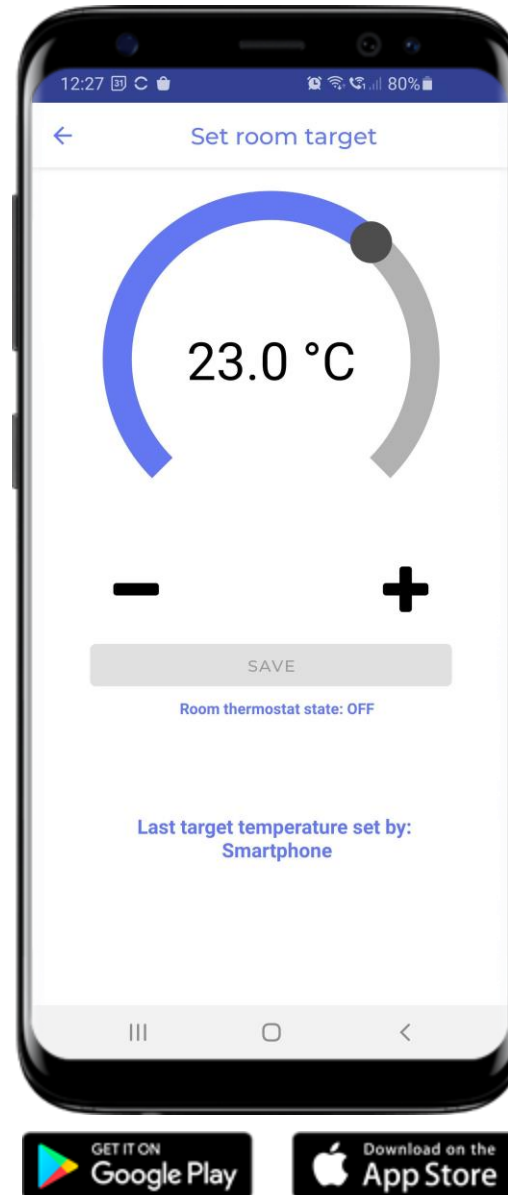 12:27 31 80%
Set room target
23.0 °C
SAVE
Room thermostat state: OFF
Last target temperature set by:
Smartphone
GET IT ON Download on the
Google Play App Store